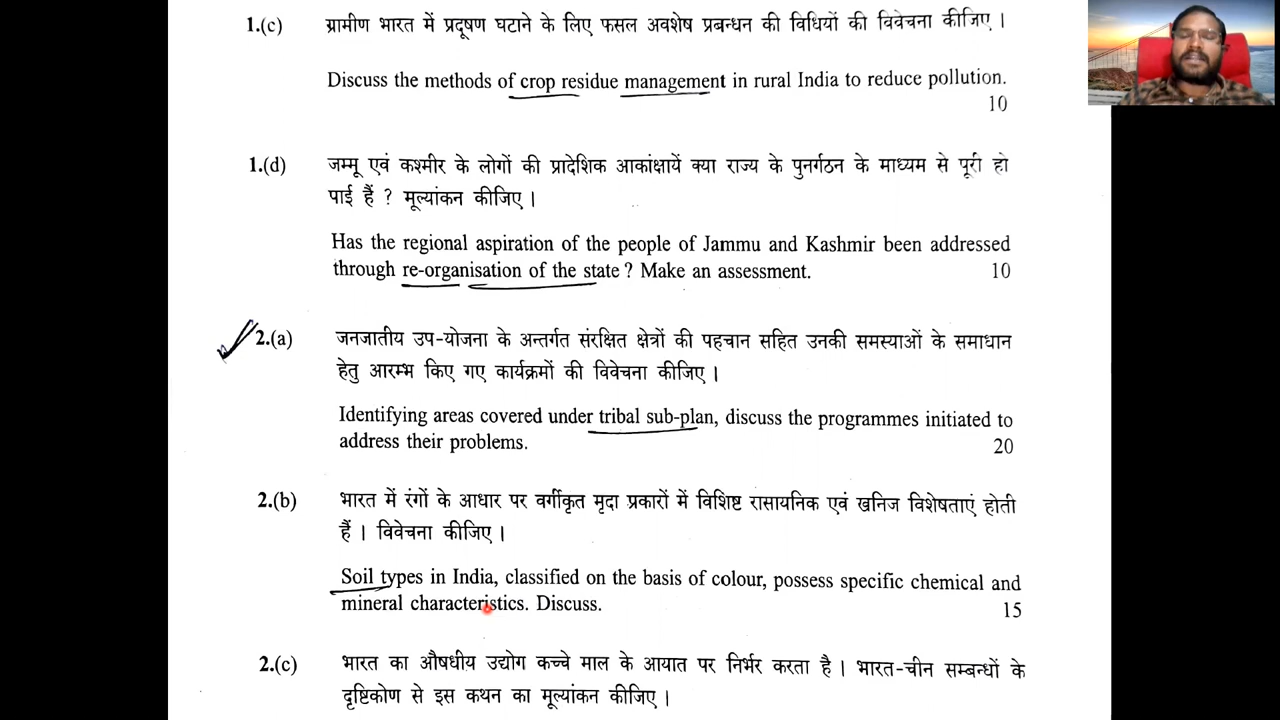 1.(c) ग्रामीण भारत में प्रदूषण घटाने के लिए फसल अवशेष प्रबन्धन की विधियों की विवेचना कीजिए ।
Discuss the methods of crop residue management in rural India to reduce pollution.
10
1.(d) जम्मू एवं कश्मीर के लोगों की प्रादेशिक आकांक्षायें क्या राज्य के पुनर्गठन के माध्यम से पूरी हो
पाई हैं ? मूल्यांकन कीजिए ।
Has the regional aspiration of the people of Jammu and Kashmir been addressed
through re-organisation of the state ? Make an assessment. 10
2.(a) जनजातीय उप-योजना के अन्तर्गत संरक्षित क्षेत्रों की पहचान सहित उनकी समस्याओं के समाधान
हेतु आरम्भ किए गए कार्यक्रमों की विवेचना कीजिए ।
Identifying areas covered under tribal sub-plan, discuss the programmes initiated to
address their problems. 20
2.(b) भारत में रंगों के आधार पर वर्गीकृत मृदा प्रकारों में विशिष्ट रासायनिक एवं खनिज विशेषताएं होती
हैं । विवेचना कीजिए ।
Soil types in India, classified on the basis of colour, possess specific chemical and
mineral characteristics. Discuss. 15
2.(c) भारत का औषधीय उद्योग कच्चे माल के आयात पर निर्भर करता है । भारत-चीन सम्बन्धों के
दृष्टिकोण से इस कथन का मूल्यांकन कीजिए ।